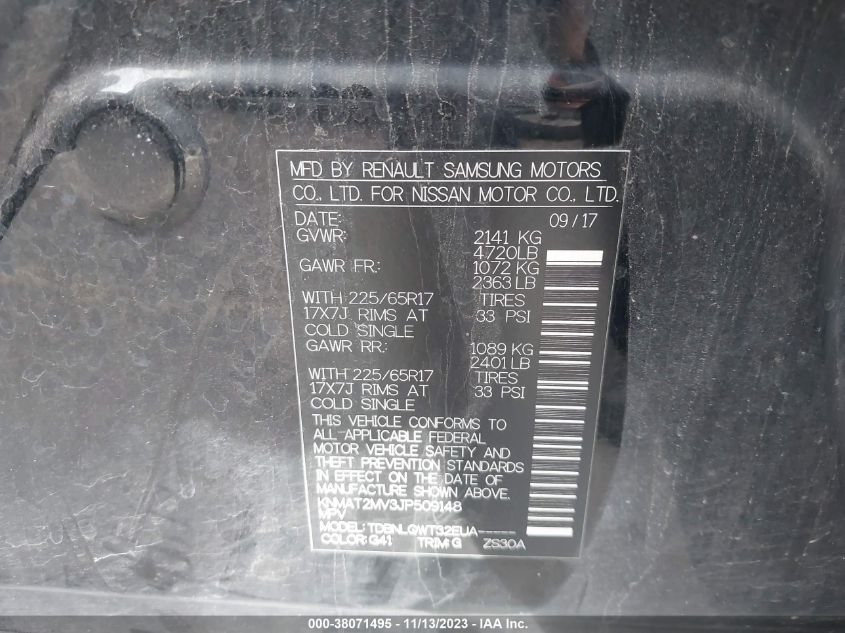 MFD BY RENAULT SAMSUNG MOTORS
CO., LTD. FOR NISSAN MOTOR CO., LTD.
DATE: 09/17
GVWR: 2141 KG
4720LB
GAWR FR: 1072 KG
2363 LB
WITH 225/65R17 TIRES
17X7J RIMS AT 33 PSI
COLD SINGLE
GAWR RR: 1089 KG
2401 LB
WITH 225/65R17 TIRES
17X7J RIMS AT 33 PSI
COLD SINGLE
THIS VEHICLE CONFORMS TO
ALL APPLICABLE FEDERAL
MOTOR VEHICLE SAFETY AND
THEFT PREVENTION STANDARDS
IN EFFECT ON THE DATE OF
MANUFACTURE SHOWN ABOVE.
KNMAT2MV3JP509148
MPV
MODEL: TDBNLQWT32EUA-----
COLOR: G41 TRIM: G ZS30A
000-38071495 - 11/13/2023 - IAA Inc.